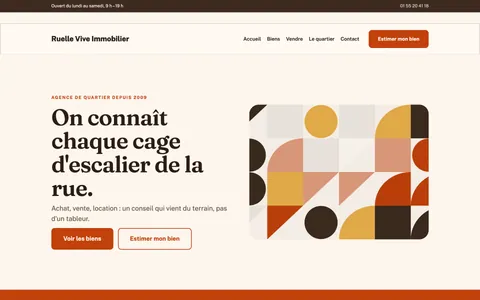 Ouvert du lundi au samedi, 9 h – 19 h
01 55 20 41 18
Ruelle Vive Immobilier
Accueil
Biens
Vendre
Le quartier
Contact
Estimer mon bien
AGENCE DE QUARTIER DEPUIS 2009
On connaît
chaque cage
d'escalier de la
rue.
Achat, vente, location : un conseil qui vient du terrain, pas
d'un tableur.
Voir les biens
Estimer mon bien